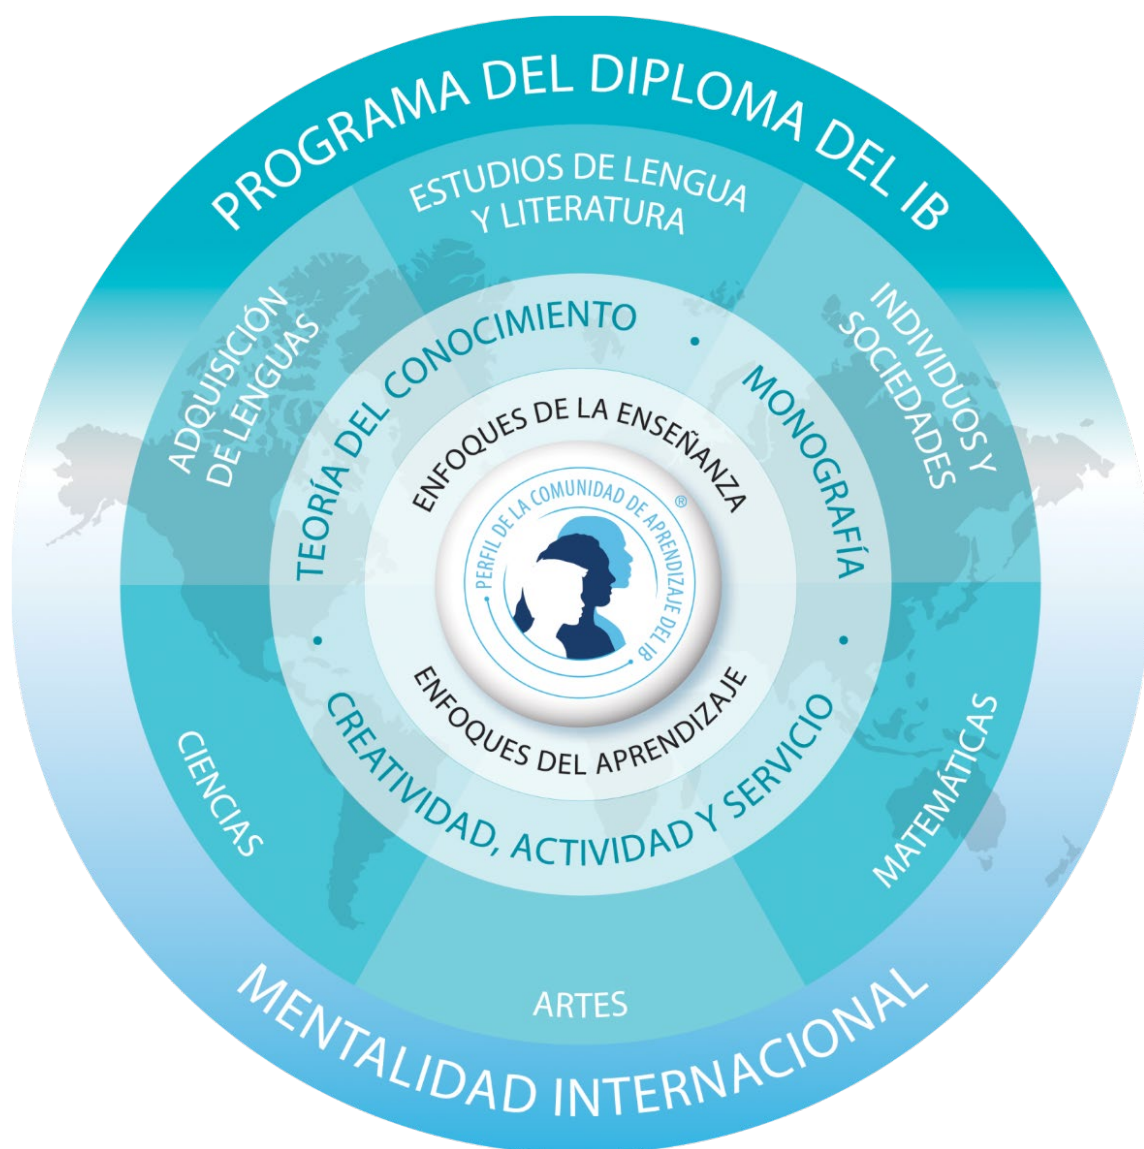 PROGRAMA DEL DIPLOMA DEL IB
ESTUDIOS DE LENGUA
Y LITERATURA
ADQUISICIÓN
DE LENGUAS
INDIVIDUOS Y
SOCIEDADES
TEORÍA DEL CONOCIMIENTO
•
MONOGRAFÍA
•
ENFOQUES DE LA ENSEÑANZA
• PERFIL DE LA COMUNIDAD DE APRENDIZAJE DEL IB •
®
ENFOQUES DEL APRENDIZAJE
•
CREATIVIDAD, ACTIVIDAD Y SERVICIO
CIENCIAS
MATEMÁTICAS
ARTES
MENTALIDAD INTERNACIONAL